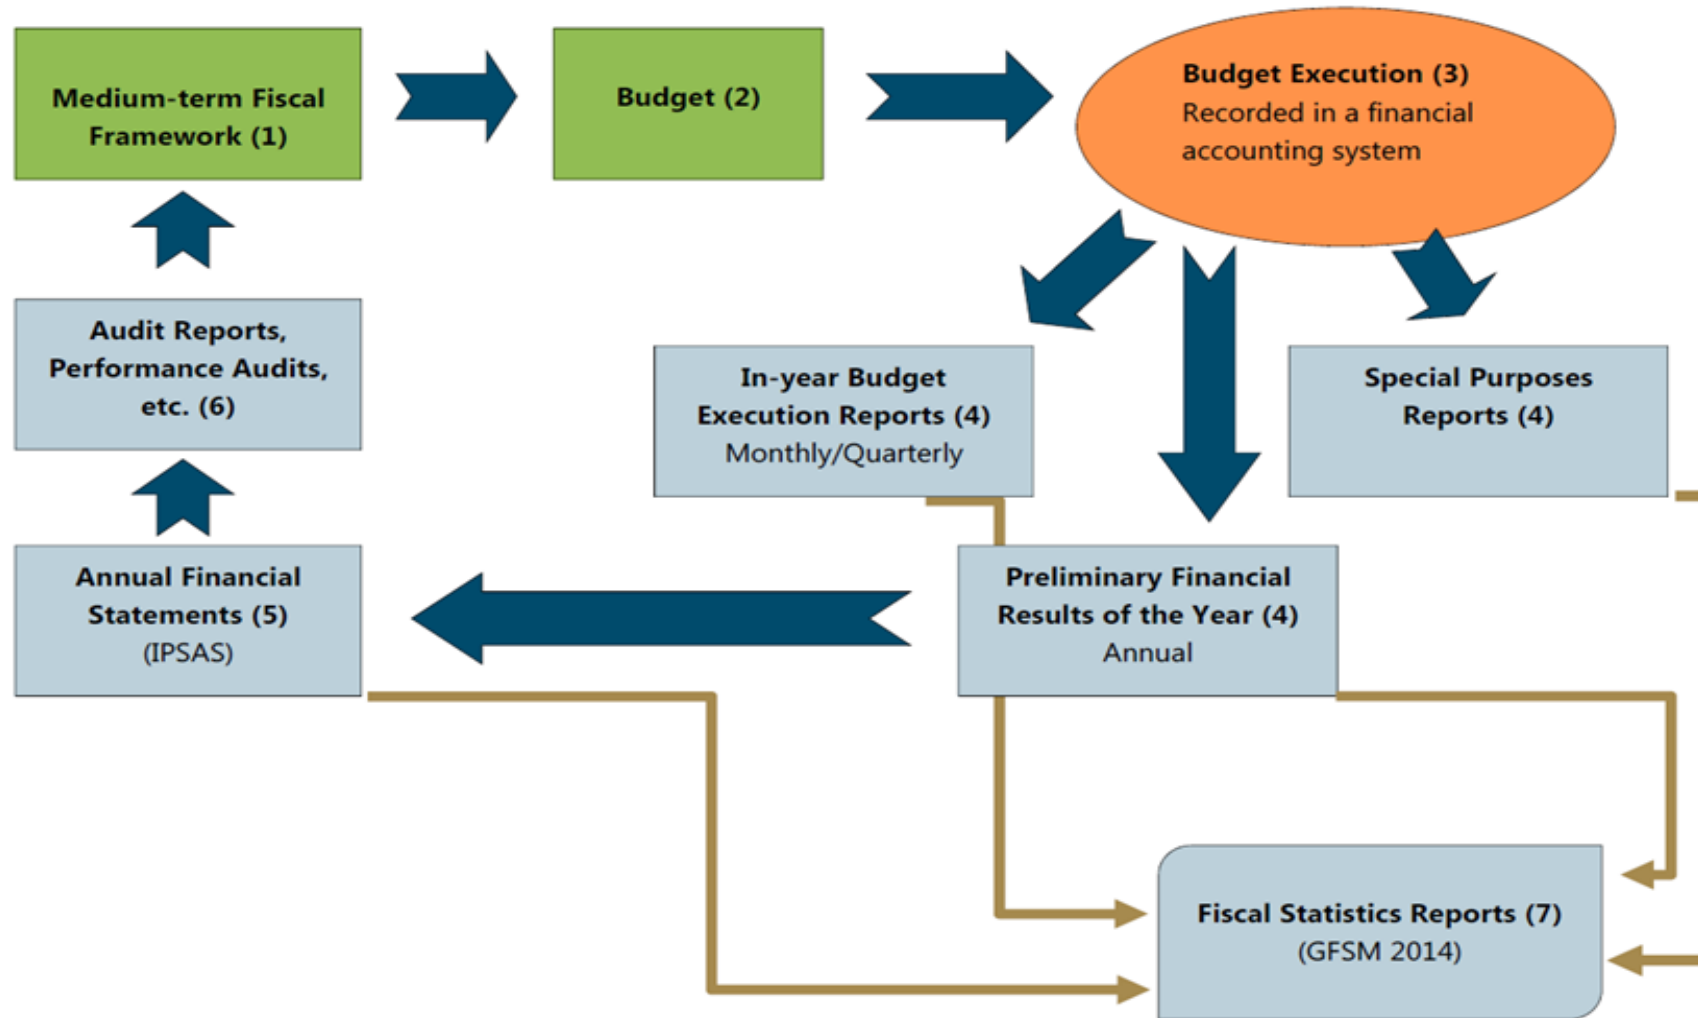 Medium-term Fiscal
Framework (1)
Budget (2)
Budget Execution (3)
Recorded in a financial
accounting system
Audit Reports,
Performance Audits,
etc. (6)
In-year Budget
Execution Reports (4)
Monthly/Quarterly
Special Purposes
Reports (4)
Annual Financial
Statements (5)
(IPSAS)
Preliminary Financial
Results of the Year (4)
Annual
Fiscal Statistics Reports (7)
(GFSM 2014)